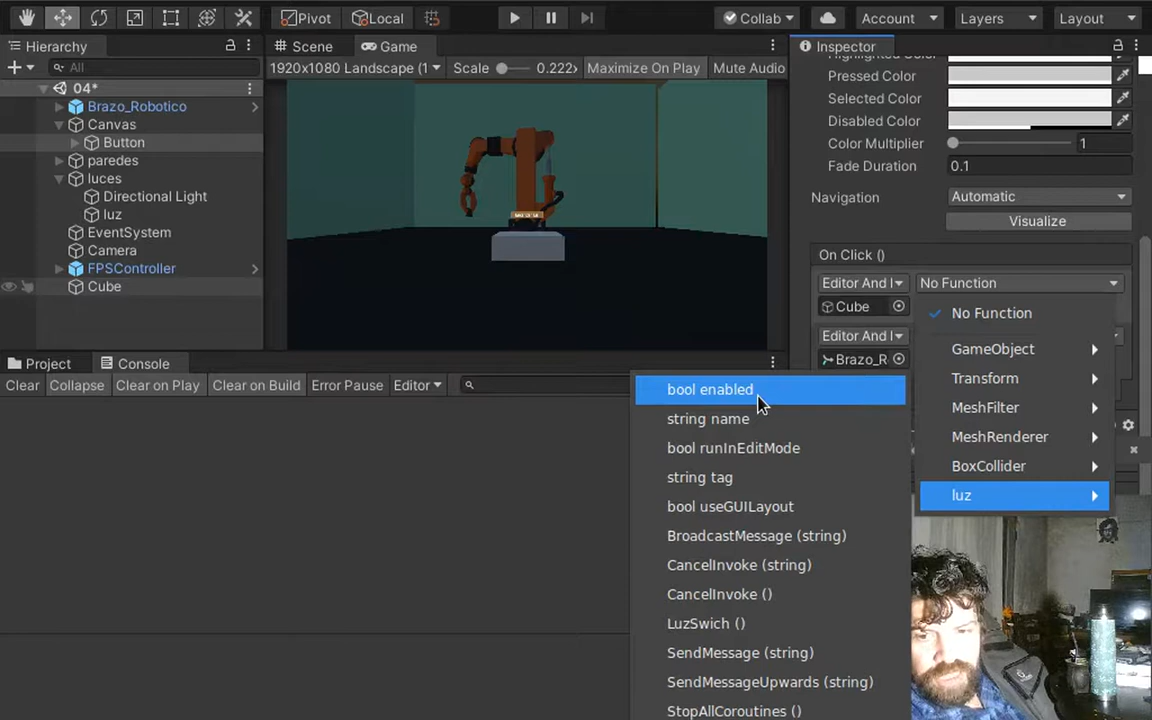 Pivot
Local
Collab
Account
Layers
Layout
Hierarchy
All
04*
Brazo_Robotico
Canvas
Button
paredes
luces
Directional Light
luz
EventSystem
Camera
FPSController
Cube
Scene
Game
1920x1080 Landscape (1
Scale
0.222x
Maximize On Play
Mute Audio
Project
Console
Clear
Collapse
Clear on Play
Clear on Build
Error Pause
Editor
Inspector
Pressed Color
Selected Color
Disabled Color
Color Multiplier
1
Fade Duration
0.1
Navigation
Automatic
Visualize
On Click ()
Editor And
No Function
Cube
Editor And
Brazo_R
No Function
GameObject
Transform
MeshFilter
MeshRenderer
BoxCollider
luz
bool enabled
string name
bool runInEditMode
string tag
bool useGUILayout
BroadcastMessage (string)
CancelInvoke (string)
CancelInvoke ()
LuzSwich ()
SendMessage (string)
SendMessageUpwards (string)
StopAllCoroutines ()